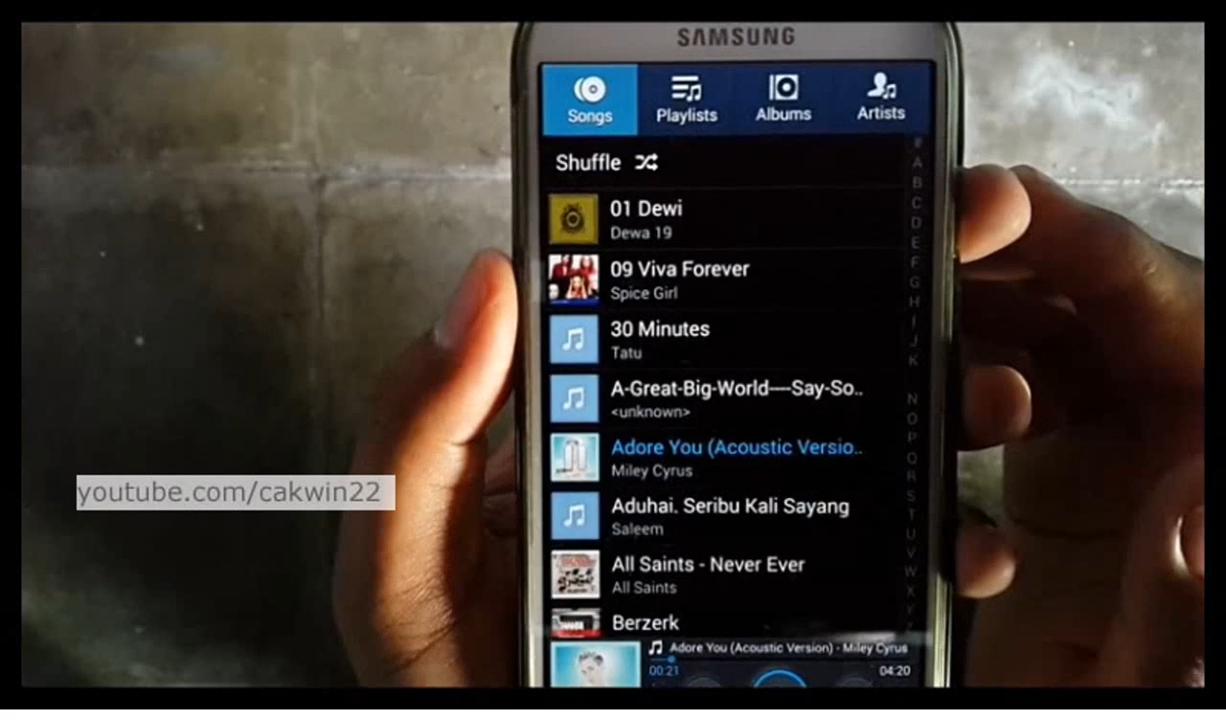 SAMSUNG
Songs
Playlists
Albums
Artists
Shuffle
01 Dewi
Dewa 19
09 Viva Forever
Spice Girl
30 Minutes
Tatu
A-Great-Big-World----Say-So..
<unknown>
Adore You (Acoustic Versio..
Miley Cyrus
Aduhai. Seribu Kali Sayang
Saleem
All Saints - Never Ever
All Saints
Berzerk
Adore You (Acoustic Version) - Miley Cyrus
00:21
04:20
#
A
B
C
D
E
F
G
H
I
J
K
N
O
P
Q
R
S
T
U
V
W
X
Y
youtube.com/cakwin22